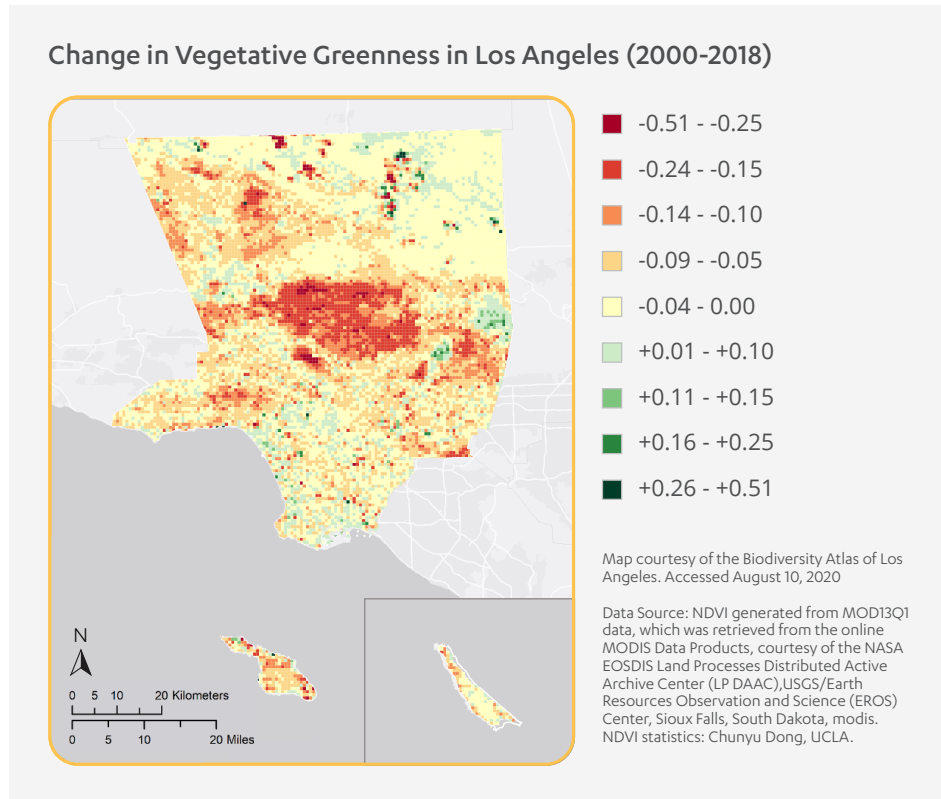 Change in Vegetative Greenness in Los Angeles (2000-2018)
-0.51 - -0.25
-0.24 - -0.15
-0.14 - -0.10
-0.09 - -0.05
-0.04 - 0.00
+0.01 - +0.10
+0.11 - +0.15
+0.16 - +0.25
+0.26 - +0.51
Map courtesy of the Biodiversity Atlas of Los
Angeles. Accessed August 10, 2020
Data Source: NDVI generated from MOD13Q1
data, which was retrieved from the online
MODIS Data Products, courtesy of the NASA
EOSDIS Land Processes Distributed Active
Archive Center (LP DAAC),USGS/Earth
Resources Observation and Science (EROS)
Center, Sioux Falls, South Dakota, modis.
NDVI statistics: Chunyu Dong, UCLA.
N
0 5 10 20 Kilometers
0 5 10 20 Miles